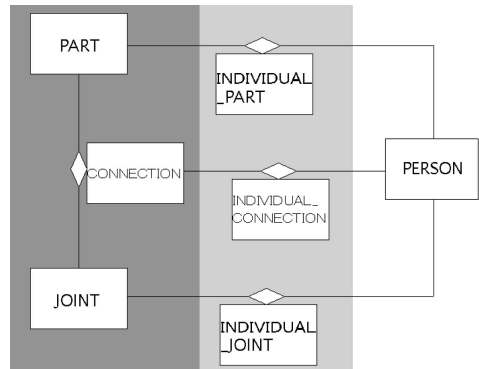 PART
INDIVIDUAL
_PART
CONNECTION
PERSON
INDIVIDUAL_
CONNECTION
JOINT
INDIVIDUAL
_JOINT